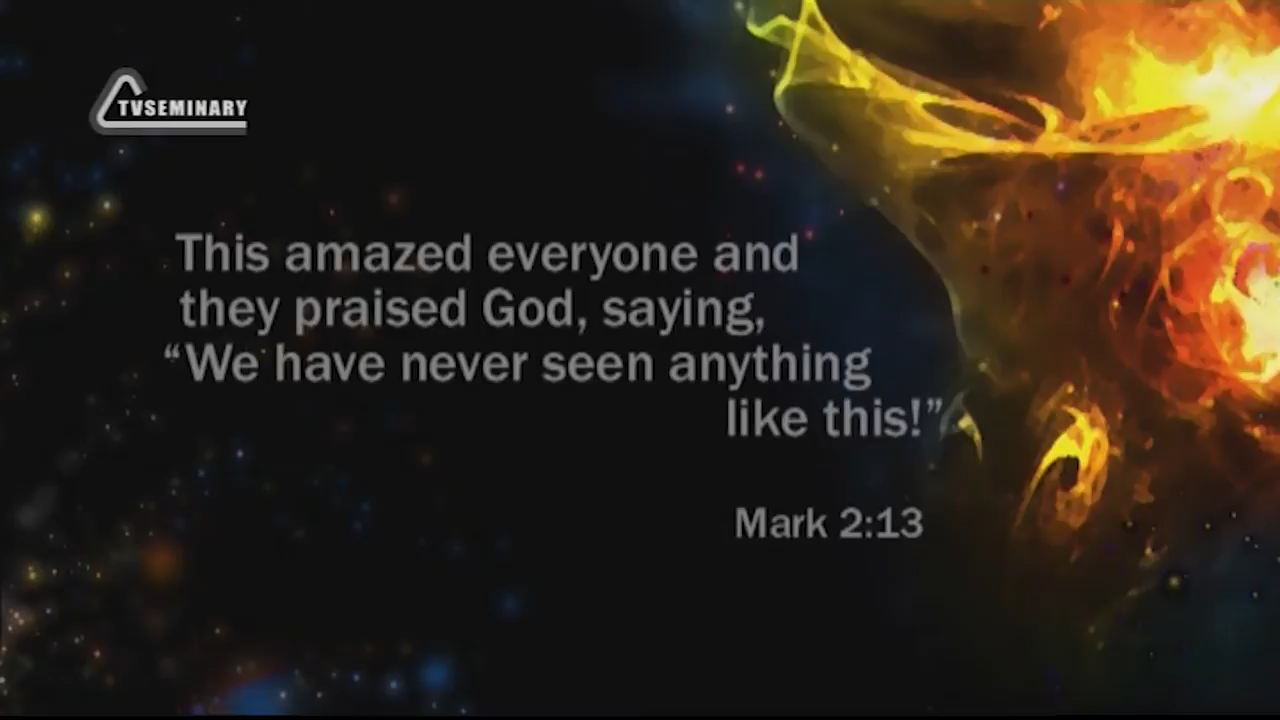 TVSEMINARY
This amazed everyone and
they praised God, saying,
“We have never seen anything
like this!”
Mark 2:13